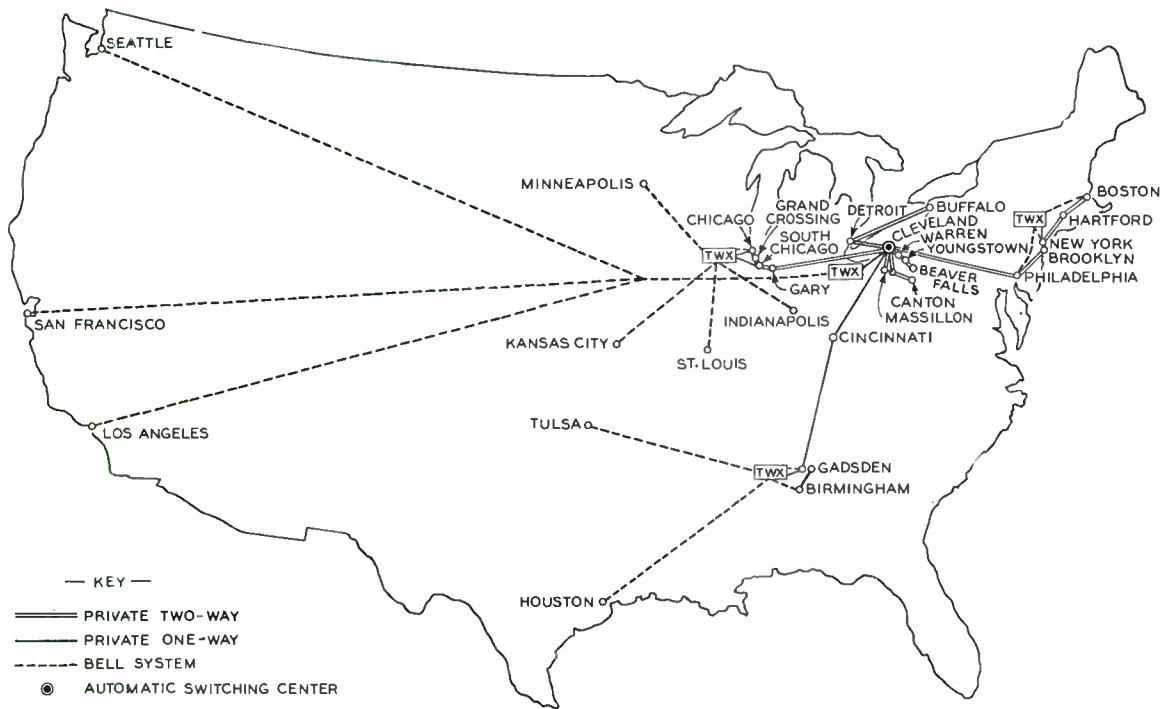 SEATTLE
MINNEAPOLIS
CHICAGO
GRAND
CROSSING
SOUTH
CHICAGO
DETROIT
BUFFALO
CLEVELAND
WARREN
YOUNGSTOWN
BOSTON
TWX
HARTFORD
NEW YORK
BROOKLYN
PHILADELPHIA
TWX
TWX
GARY
BEAVER
FALLS
CANTON
MASSILLON
INDIANAPOLIS
SAN FRANCISCO
KANSAS CITY
ST. LOUIS
CINCINNATI
LOS ANGELES
TULSA
TWX
GADSDEN
BIRMINGHAM
HOUSTON
— KEY —
PRIVATE TWO-WAY
PRIVATE ONE-WAY
BELL SYSTEM
AUTOMATIC SWITCHING CENTER